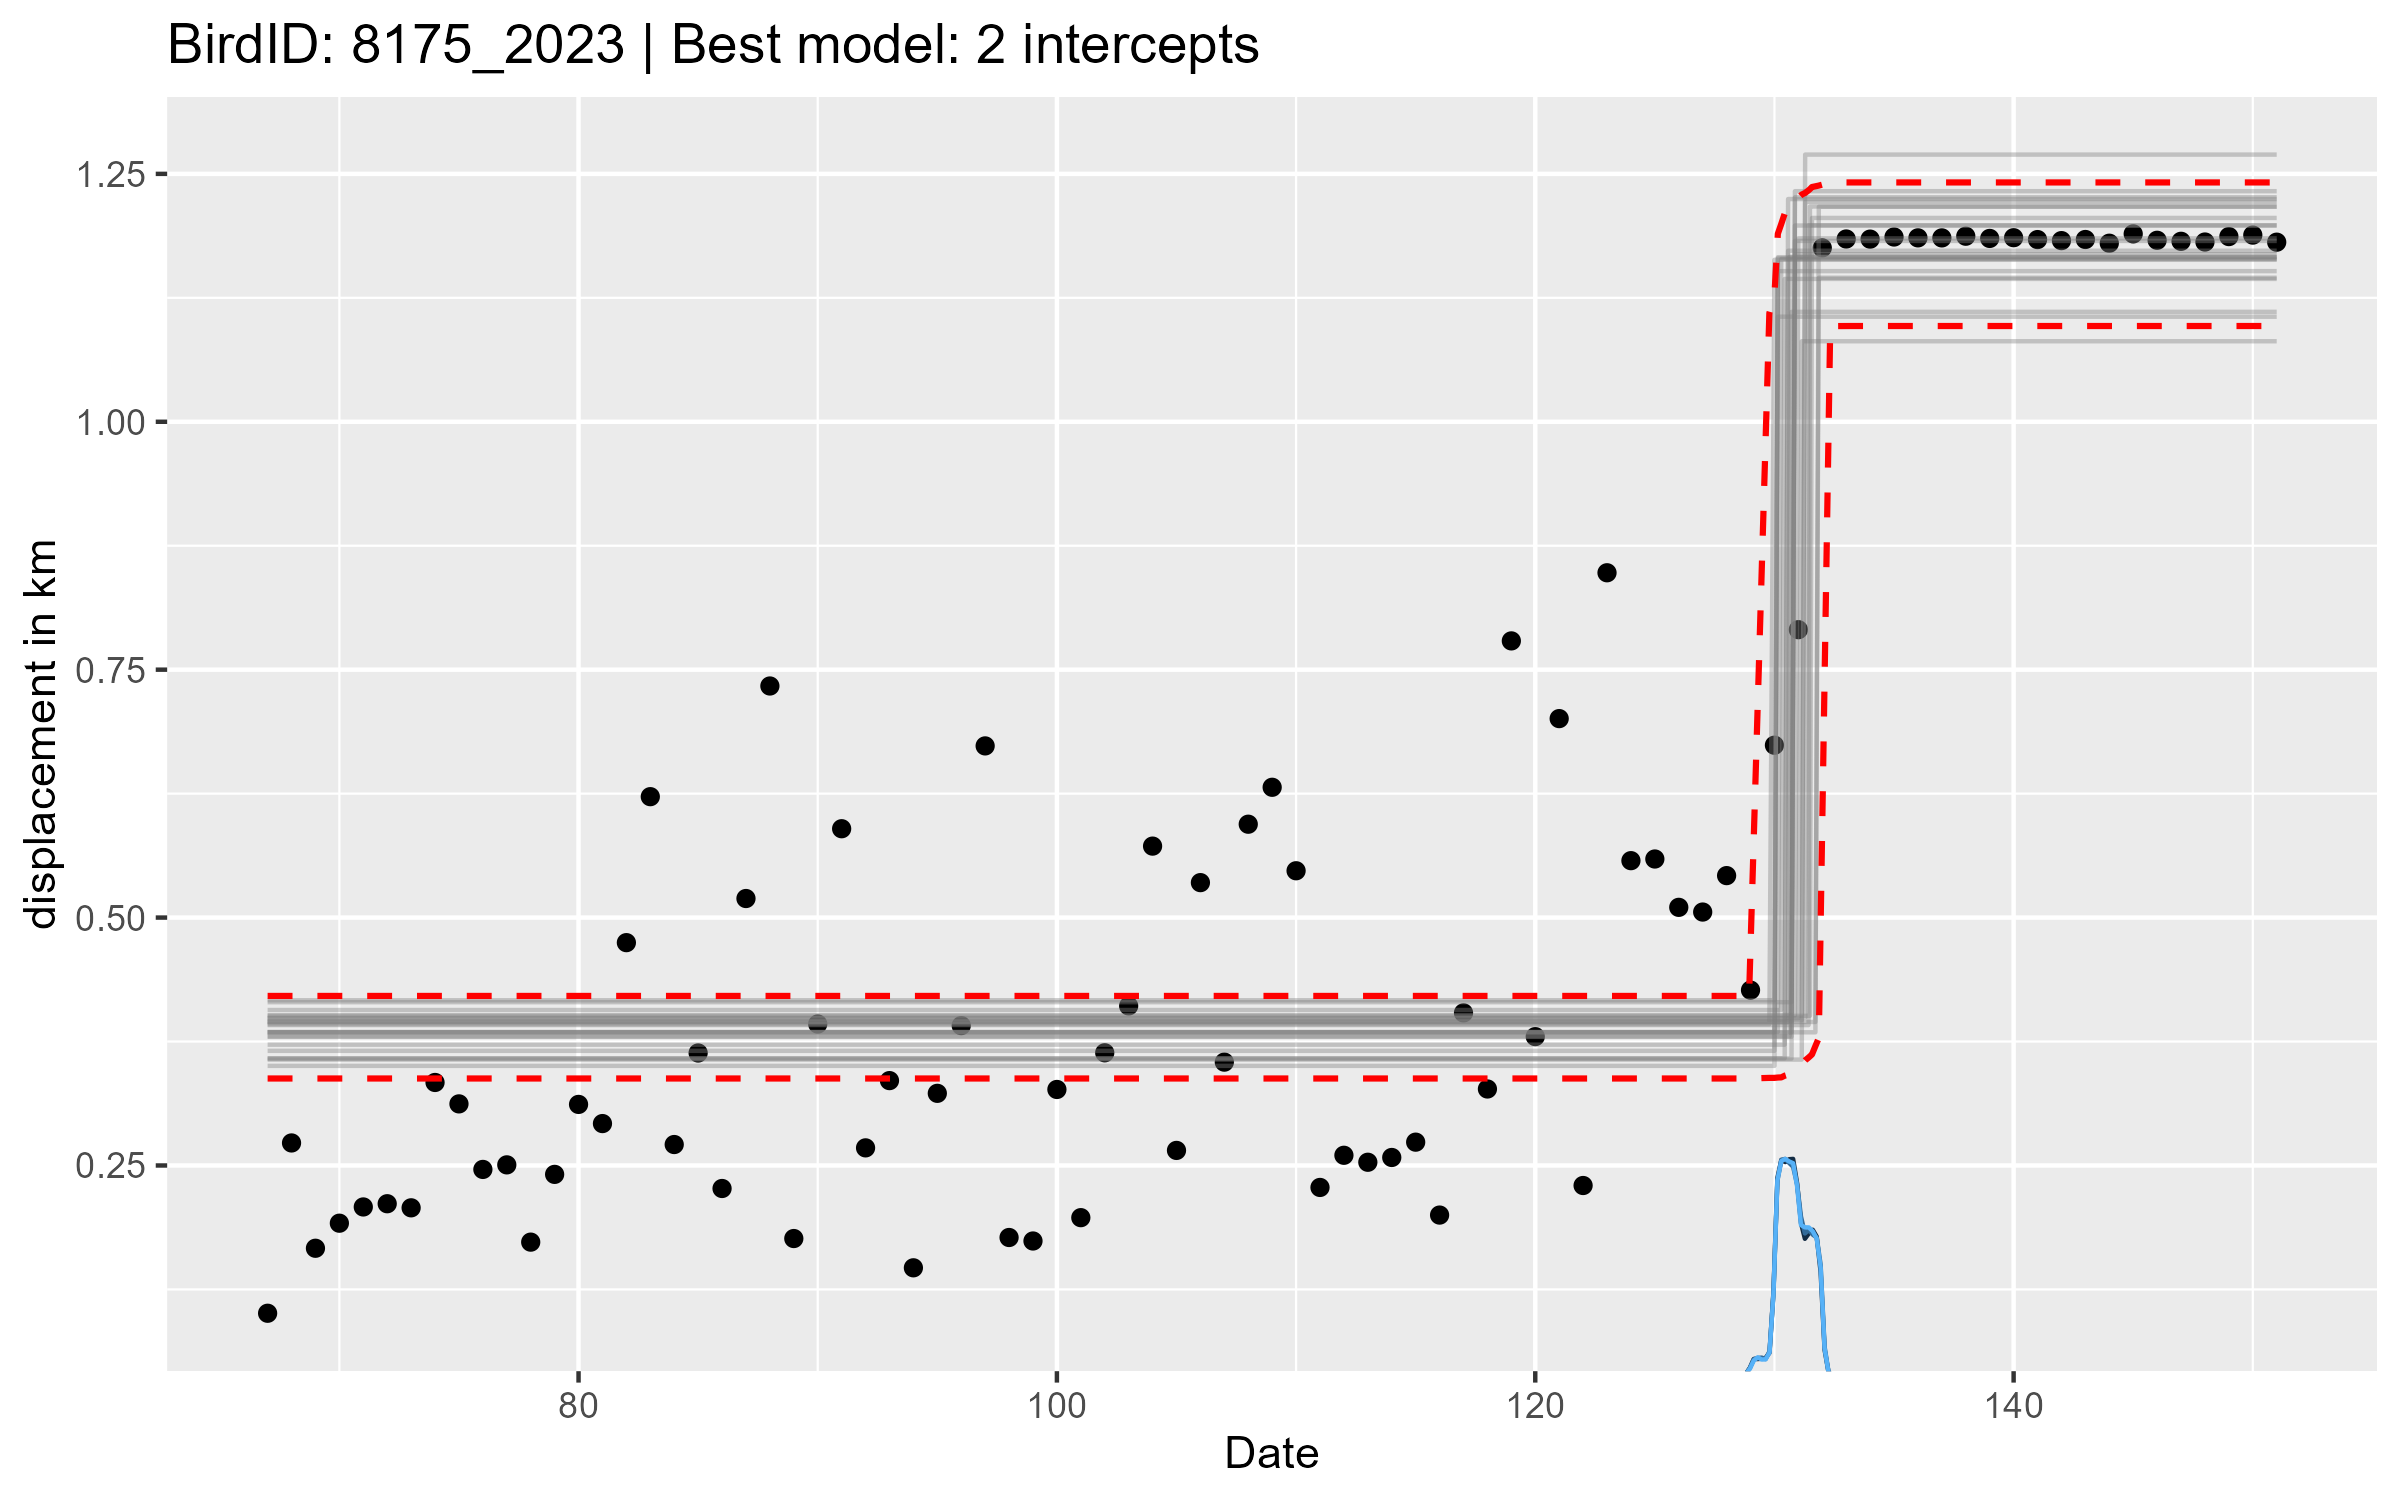 BirdID: 8175_2023 | Best model: 2 intercepts
1.25
1.00
0.75
0.50
0.25
displacement in km
80 100 120 140
Date